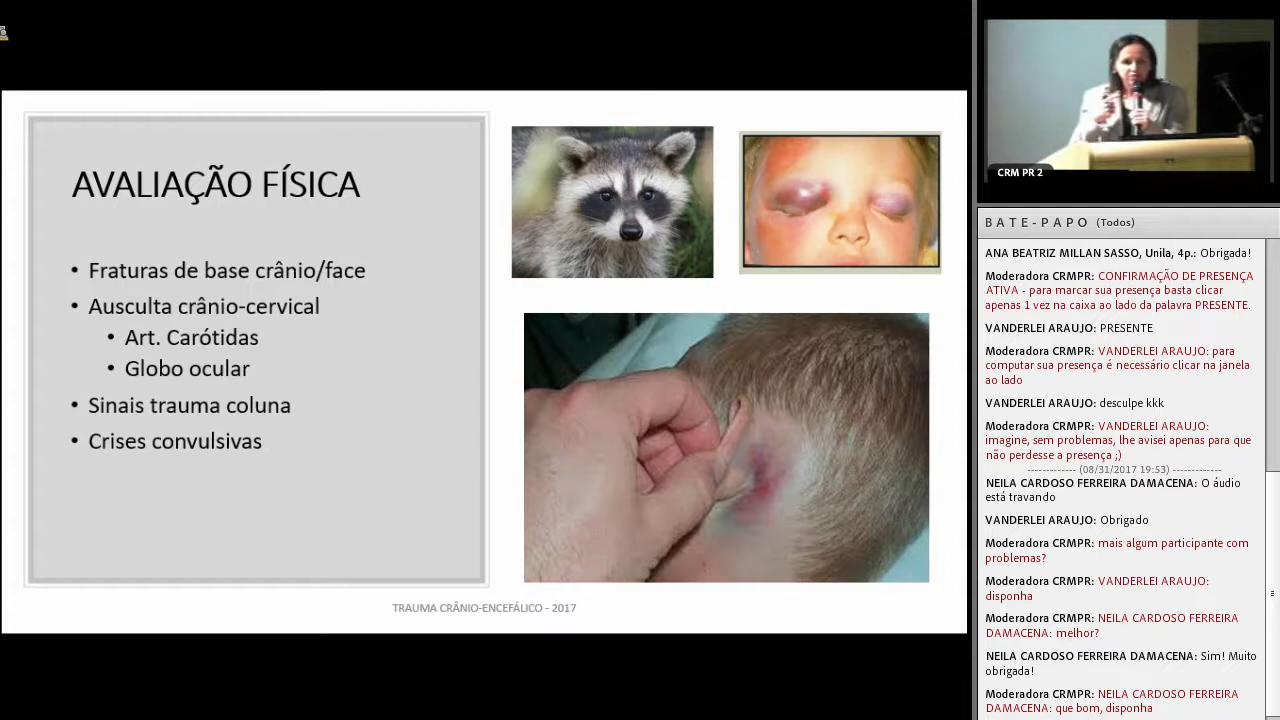 AVALIAÇÃO FÍSICA
• Fraturas de base crânio/face
• Ausculta crânio-cervical
• Art. Carótidas
• Globo ocular
• Sinais trauma coluna
• Crises convulsivas
TRAUMA CRÂNIO-ENCEFÁLICO - 2017
CRM PR 2
BATE-PAPO (Todos)
ANA BEATRIZ MILLAN SASSO, Unila, 4p.: Obrigada!
Moderadora CRMPR: CONFIRMAÇÃO DE PRESENÇA
ATIVA - para marcar sua presença basta clicar
apenas 1 vez na caixa ao lado da palavra PRESENTE.
VANDERLEI ARAUJO: PRESENTE
Moderadora CRMPR: VANDERLEI ARAUJO: para
computar sua presença é necessário clicar na janela
ao lado
VANDERLEI ARAUJO: desculpe kkk
Moderadora CRMPR: VANDERLEI ARAUJO:
imagine, sem problemas, lhe avisei apenas para que
não perdesse a presença ;)
------------- (08/31/2017 19:53) -------------
NEILA CARDOSO FERREIRA DAMACENA: O áudio
está travando
VANDERLEI ARAUJO: Obrigado
Moderadora CRMPR: mais algum participante com
problemas?
Moderadora CRMPR: VANDERLEI ARAUJO:
disponha
Moderadora CRMPR: NEILA CARDOSO FERREIRA
DAMACENA: melhor?
NEILA CARDOSO FERREIRA DAMACENA: Sim! Muito
obrigada!
Moderadora CRMPR: NEILA CARDOSO FERREIRA
DAMACENA: que bom, disponha